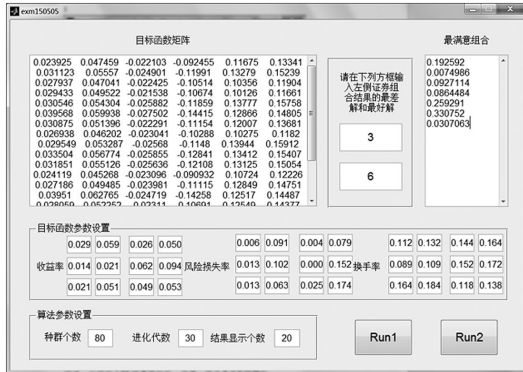 exm150505
目标函数矩阵
最满意组合
0.023925 0.047459 -0.022103 -0.092455 0.11675 0.13341
0.031123 0.05557 -0.024901 -0.11991 0.13279 0.15239
0.027937 0.047041 -0.022425 -0.10514 0.10356 0.11904
0.029433 0.049522 -0.021538 -0.10674 0.10126 0.11661
0.030546 0.054304 -0.025882 -0.11859 0.13777 0.15758
0.039568 0.059938 -0.027502 -0.14415 0.12866 0.14805
0.030875 0.051396 -0.022291 -0.11154 0.12007 0.13681
0.026938 0.046202 -0.023041 -0.10288 0.10275 0.1182
0.029549 0.053287 -0.02568 -0.1148 0.13944 0.15912
0.033504 0.056774 -0.025855 -0.12841 0.13412 0.15407
0.031851 0.055126 -0.025636 -0.12108 0.13125 0.15054
0.024119 0.045268 -0.023096 -0.090932 0.10724 0.12226
0.027186 0.049485 -0.023981 -0.11115 0.12849 0.14751
0.03951 0.062765 -0.024719 -0.14258 0.12517 0.14487
请在下列方框输
入左侧证券组
合结果的最差
解和最好解
3
6
0.192592
0.0074986
0.0927114
0.0864484
0.259291
0.330752
0.0307063
目标函数参数设置
0.029 0.059 0.026 0.050 0.006 0.091 0.004 0.079 0.112 0.132 0.144 0.164
收益率 0.014 0.021 0.062 0.094 风险损失率 0.013 0.102 0.000 0.152 换手率 0.089 0.109 0.152 0.172
0.021 0.051 0.049 0.053 0.013 0.063 0.025 0.174 0.164 0.184 0.118 0.138
算法参数设置
种群个数 80 进化代数 30 结果显示个数 20
Run1
Run2